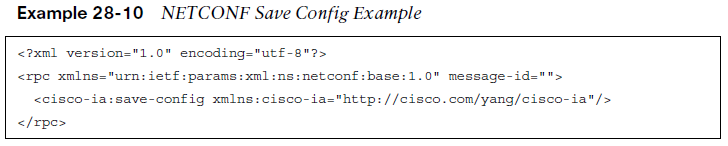 Example 28-10 NETCONF Save Config Example
<?xml version="1.0" encoding="utf-8"?>
<rpc xmlns="urn:ietf:params:xml:ns:netconf:base:1.0" message-id="">
  <cisco-ia:save-config xmlns:cisco-ia="http://cisco.com/yang/cisco-ia"/>
</rpc>